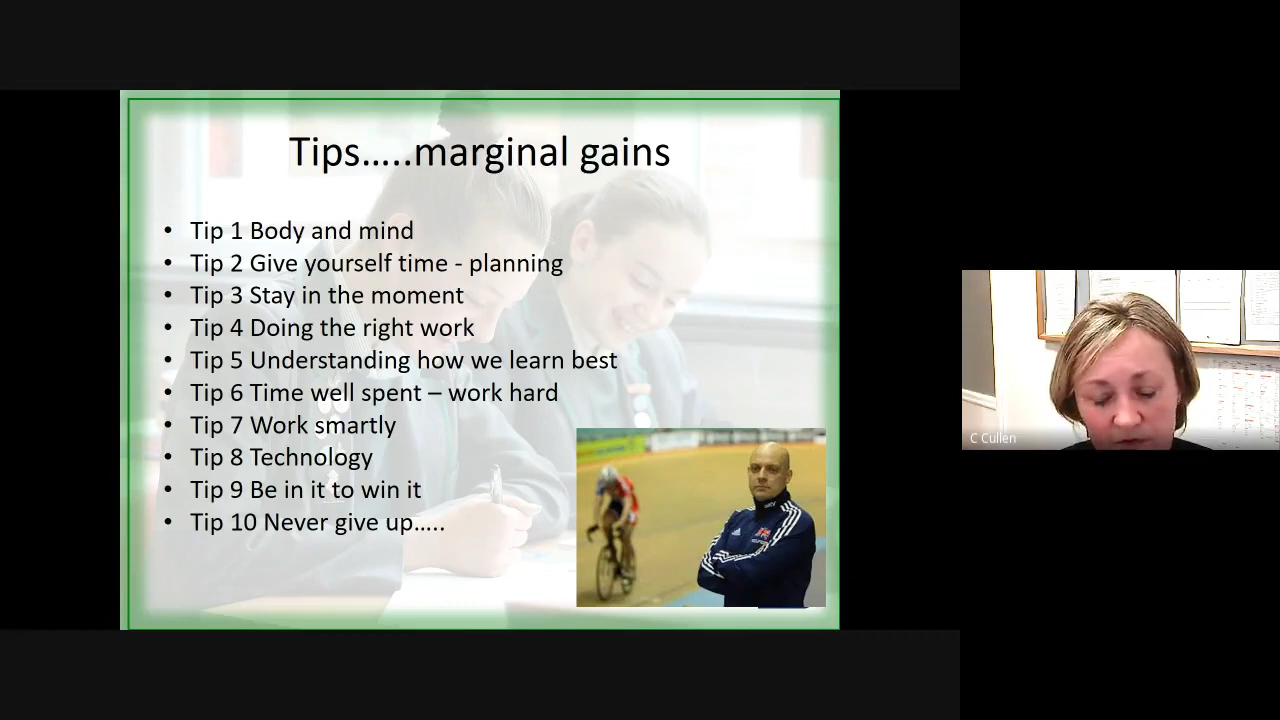 Tips.....marginal gains
• Tip 1 Body and mind
• Tip 2 Give yourself time - planning
• Tip 3 Stay in the moment
• Tip 4 Doing the right work
• Tip 5 Understanding how we learn best
• Tip 6 Time well spent – work hard
• Tip 7 Work smartly
• Tip 8 Technology
• Tip 9 Be in it to win it
• Tip 10 Never give up…..
C Cullen